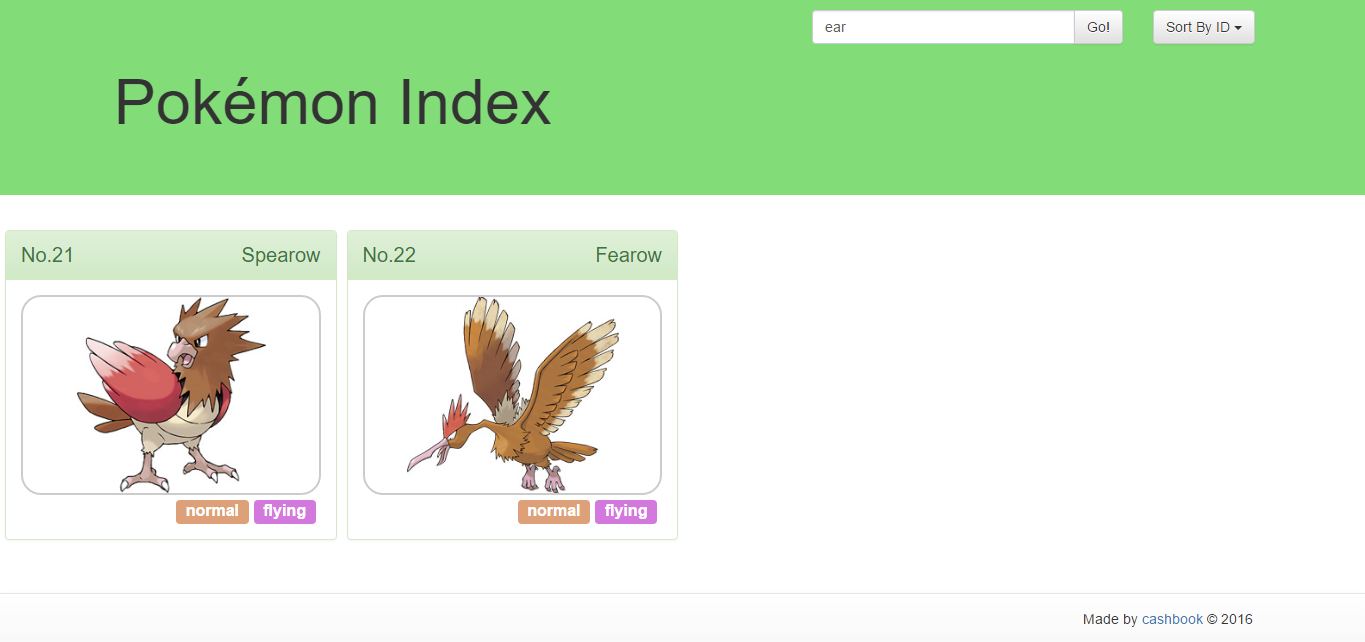 ear Go! Sort By ID
Pokémon Index
No.21 Spearow
No.22 Fearow
normal flying
normal flying
Made by cashbook © 2016